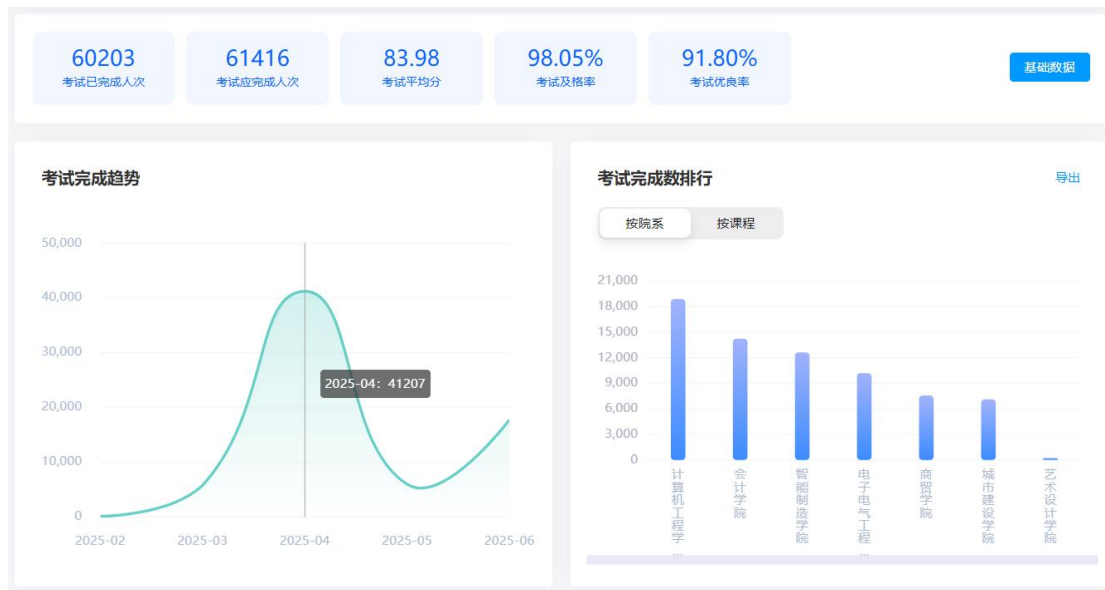 60203
考试已完成人次
61416
考试应完成人次
83.98
考试平均分
98.05%
考试及格率
91.80%
考试优良率
基础数据
考试完成趋势
50,000
40,000
30,000
20,000
10,000
0
2025-02
2025-03
2025-04
2025-05
2025-06
2025-04: 41207
考试完成数排行
导出
按院系
按课程
21,000
18,000
15,000
12,000
9,000
6,000
3,000
0
计算机工程学
会计学院
智能制造学院
电子电气工程
商贸学院
城市建设学院
艺术设计学院